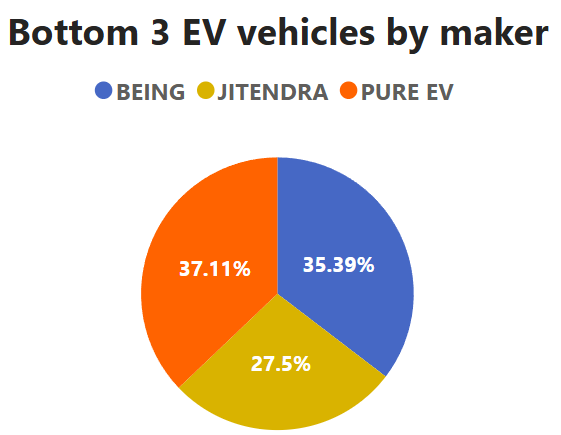 Bottom 3 EV vehicles by maker
BEING JITENDRA PURE EV
37.11% 35.39%
27.5%